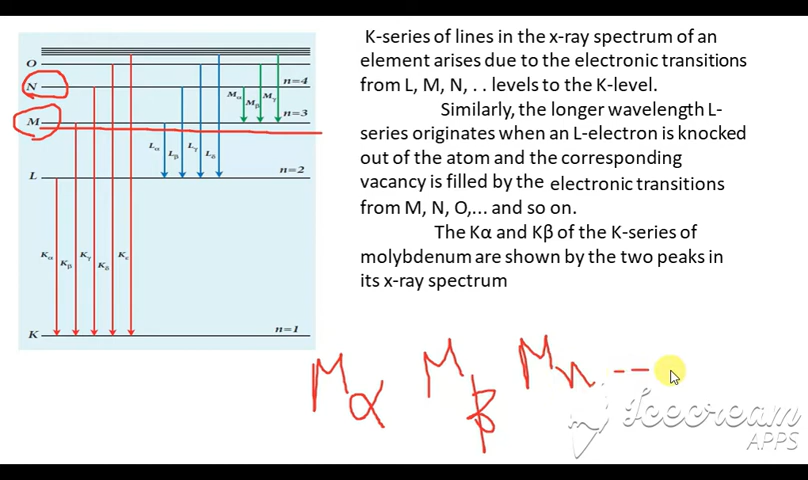 K-series of lines in the x-ray spectrum of an
element arises due to the electronic transitions
from L, M, N, . . levels to the K-level.
Similarly, the longer wavelength L-
series originates when an L-electron is knocked
out of the atom and the corresponding
vacancy is filled by the electronic transitions
from M, N, O,... and so on.
The Kα and Kβ of the K-series of
molybdenum are shown by the two peaks in
its x-ray spectrum
O
N
n=4
Mα
Mβ
Mγ
M
n=3
Lα
Lβ
Lγ
Lδ
L
n=2
Kα
Kβ
Kγ
Kδ
Kε
K
n=1
Mα Mβ Mn --
Icecream
APPS